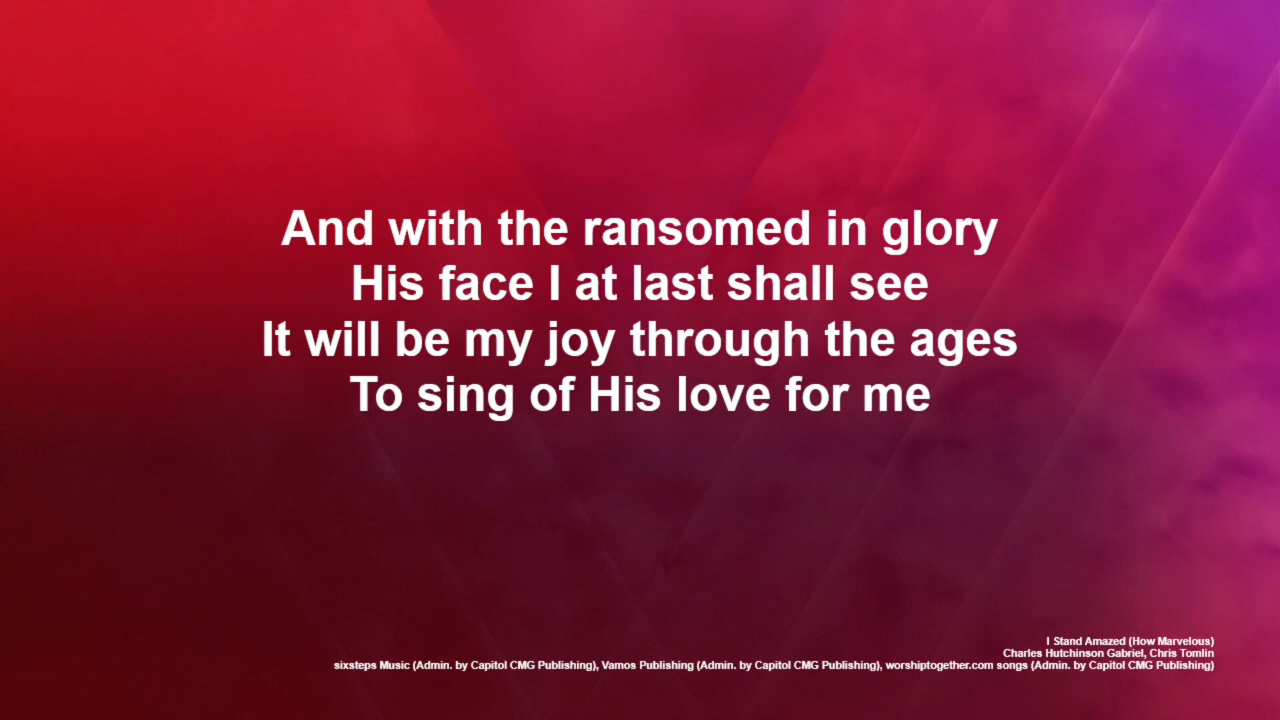 And with the ransomed in glory
His face I at last shall see
It will be my joy through the ages
To sing of His love for me
I Stand Amazed (How Marvelous)
Charles Hutchinson Gabriel, Chris Tomlin
sixsteps Music (Admin. by Capitol CMG Publishing), Vamos Publishing (Admin. by Capitol CMG Publishing), worshiptogether.com songs (Admin. by Capitol CMG Publishing)